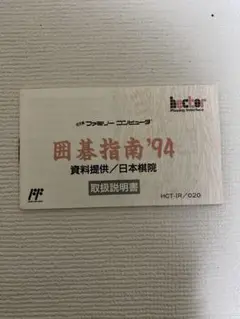 hector
ファミリー コンピュータ
囲碁指南'94
資料提供／日本棋院
取扱説明書
HCT-IR／020